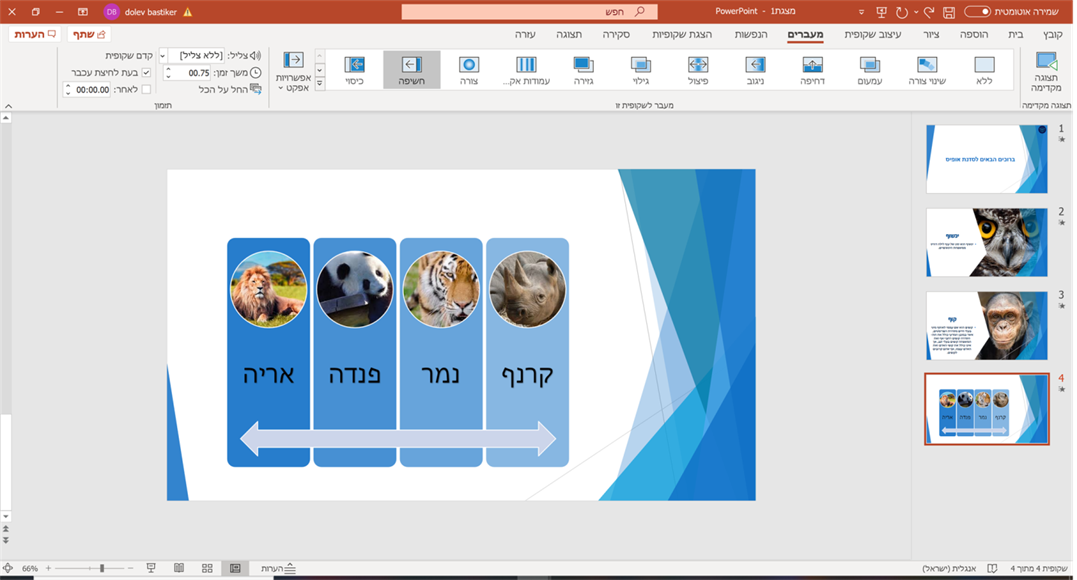 שמירה אוטומטית
מצגת1 - PowerPoint
חפש
dolev bastiker
DB
קובץ בית הוספה ציור עיצוב שקופית מעברים הנפשות הצגת שקופיות סקירה תצוגה עזרה
שתף
הערות
תצוגה
מקדימה
ללא
שינוי צורה
עמעום
דחיפה
ניגוב
פיצול
גילוי
גזירה
עמודות אק...
צורה
חשיפה
כיסוי
אפשרויות
אפקט
צליל: [ללא צליל]
משך זמן: 00.75
החל על הכל
קדם שקופית
בעת לחיצת עכבר
לאחר: 00:00.00
תצוגה מקדימה
מעבר לשקופית זו
תזמון
1
ברוכים הבאים לסדנת אופיס
2
ינשוף
3
קוף
4
קרנף נמר פנדה אריה
קרנף
נמר
פנדה
אריה
שקופית 4 מתוך 4
אנגלית (ישראל)
הערות
66%